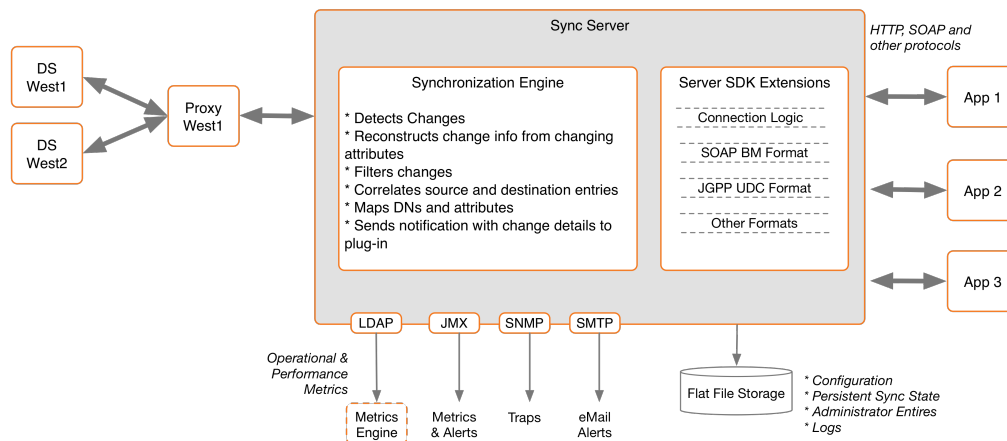 Sync Server
HTTP, SOAP and
other protocols
DS
West1
DS
West2
Proxy
West1
Synchronization Engine
* Detects Changes
* Reconstructs change info from changing
attributes
* Filters changes
* Correlates source and destination entries
* Maps DNs and attributes
* Sends notification with change details to
plug-in
Server SDK Extensions
Connection Logic
SOAP BM Format
JGPP UDC Format
Other Formats
App 1
App 2
App 3
LDAP
JMX
SNMP
SMTP
Operational &
Performance
Metrics
Metrics
Engine
Metrics
& Alerts
Traps
eMail
Alerts
Flat File Storage
* Configuration
* Persistent Sync State
* Administrator Entires
* Logs